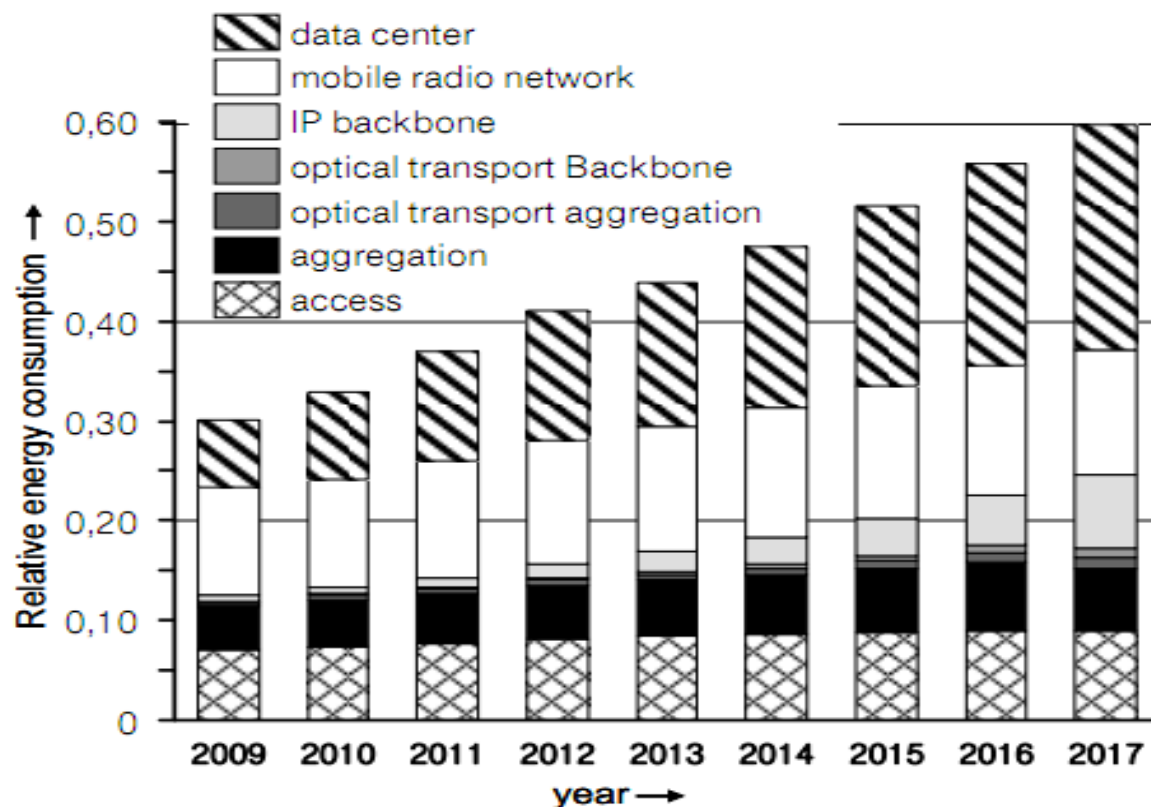 data center
mobile radio network
IP backbone
optical transport Backbone
optical transport aggregation
aggregation
access
0,60
0,50
0,40
0,30
0,20
0,10
0
Relative energy consumption →
2009 2010 2011 2012 2013 2014 2015 2016 2017
year →